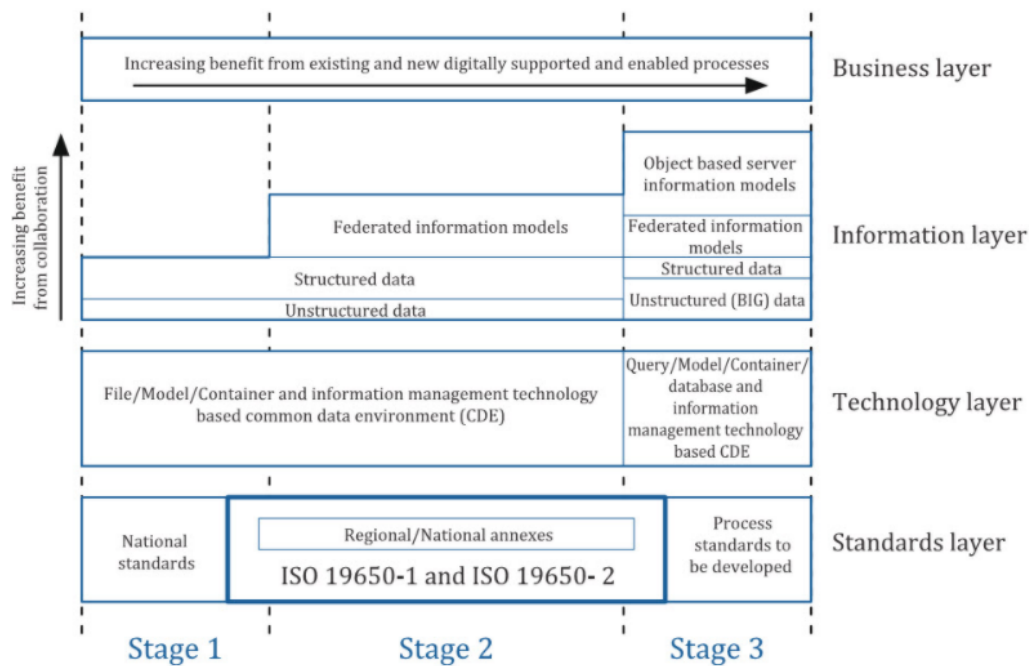 Increasing benefit from existing and new digitally supported and enabled processes
Business layer
Increasing benefit
from collaboration
Object based server
information models
Federated information models
Federated information
models
Information layer
Structured data
Structured data
Unstructured data
Unstructured (BIG) data
File/Model/Container and information management technology
based common data environment (CDE)
Query/Model/Container/
database and
information
management technology
based CDE
Technology layer
National
standards
Regional/National annexes
ISO 19650-1 and ISO 19650- 2
Process
standards to
be developed
Standards layer
Stage 1
Stage 2
Stage 3